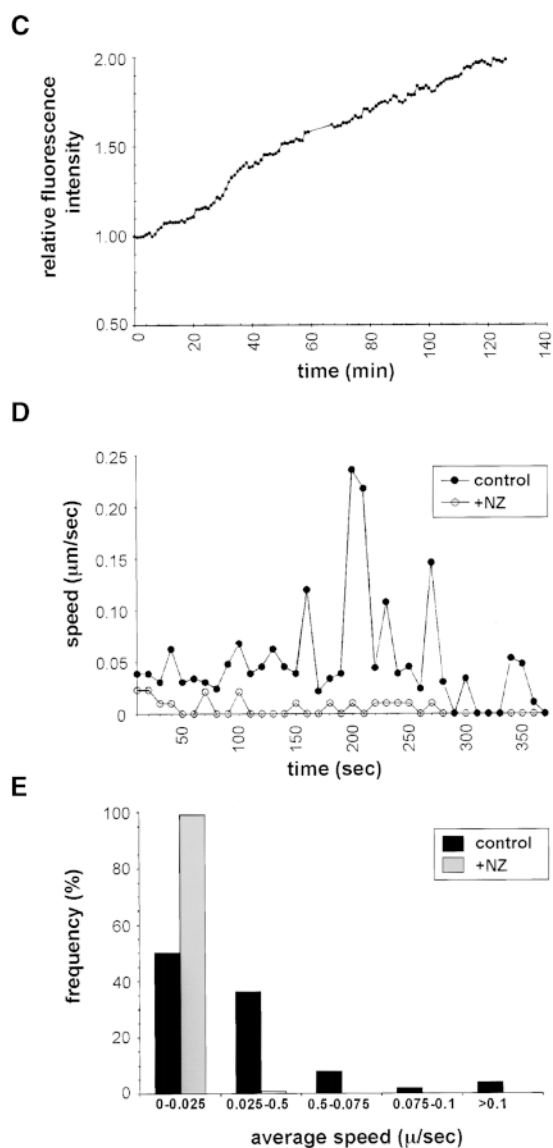 C
relative fluorescence
intensity
2.00
1.50
1.00
0.50
0
20
40
60
80
100
120
140
time (min)
D
speed (μm/sec)
0.25
0.20
0.15
0.10
0.05
0
control
+NZ
50
100
150
200
250
300
350
time (sec)
E
frequency (%)
100
80
60
40
20
0
control
+NZ
0-0.025
0.025-0.5
0.5-0.075
0.075-0.1
>0.1
average speed (μ/sec)